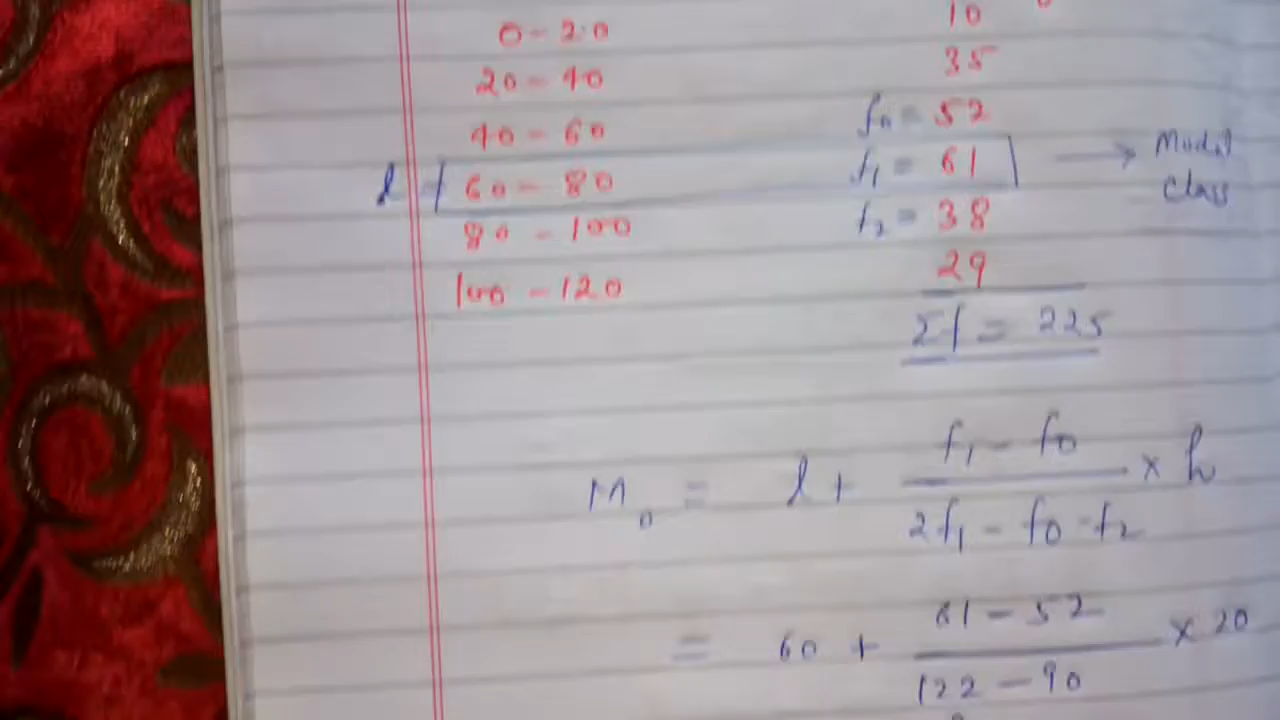 0 - 20 10
20 - 40 35
40 - 60 f0 = 52
l 60 - 80 f1 = 61 → Modal class
80 - 100 f2 = 38
100 - 120 29
Σf = 225
M0 = l + (f1 - f0) / (2f1 - f0 - f2) × h
= 60 + (61 - 52) / (122 - 90) × 20